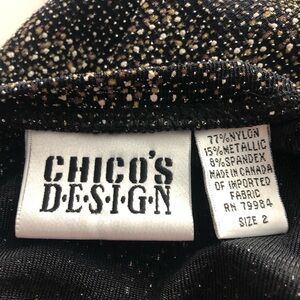 CHICO'S
D·E·S·I·G·N
77%NYLON
15%METALLIC
8%SPANDEX
MADE IN CANADA
OF IMPORTED
FABRIC
RN 79984
SIZE 2